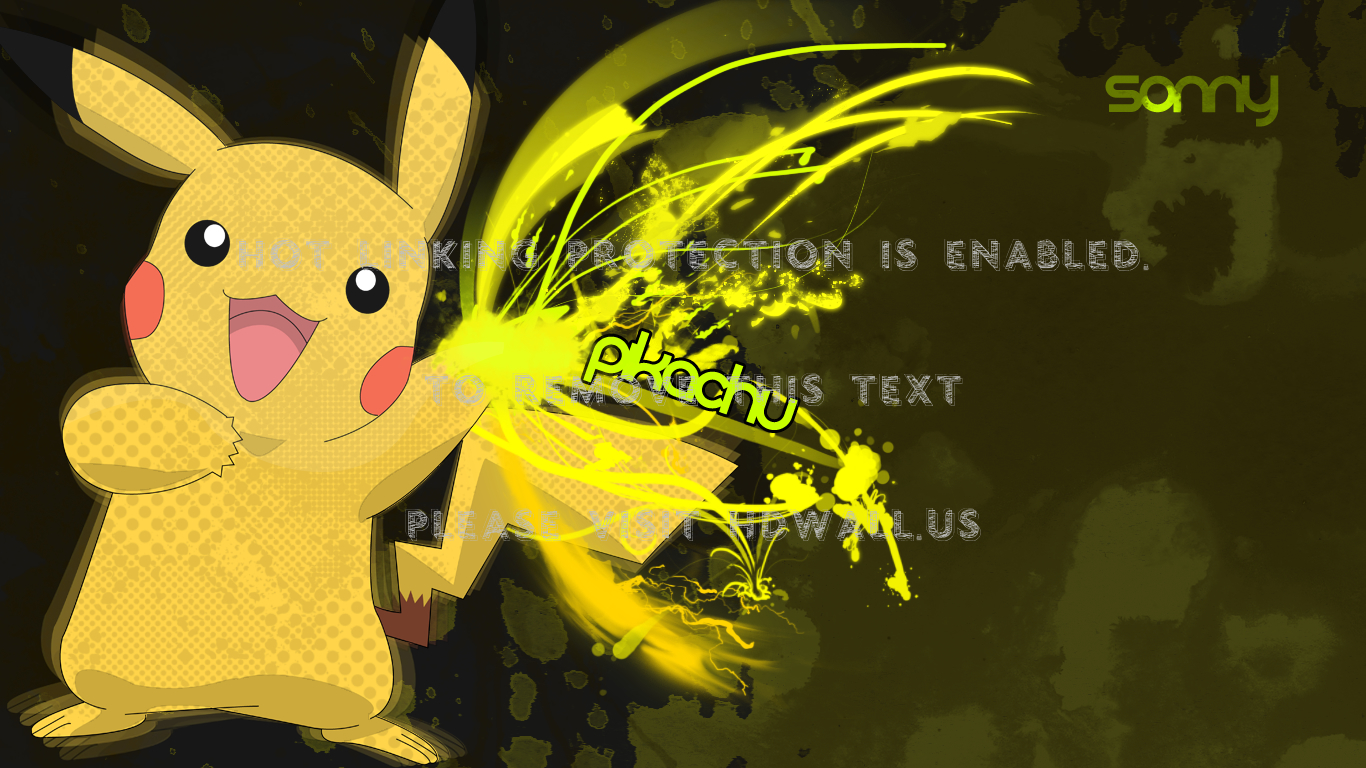 sonny
HOT LINKING PROTECTION IS ENABLED.
pikachu
TO REMOVE THIS TEXT
PLEASE VISIT HDWALL.US